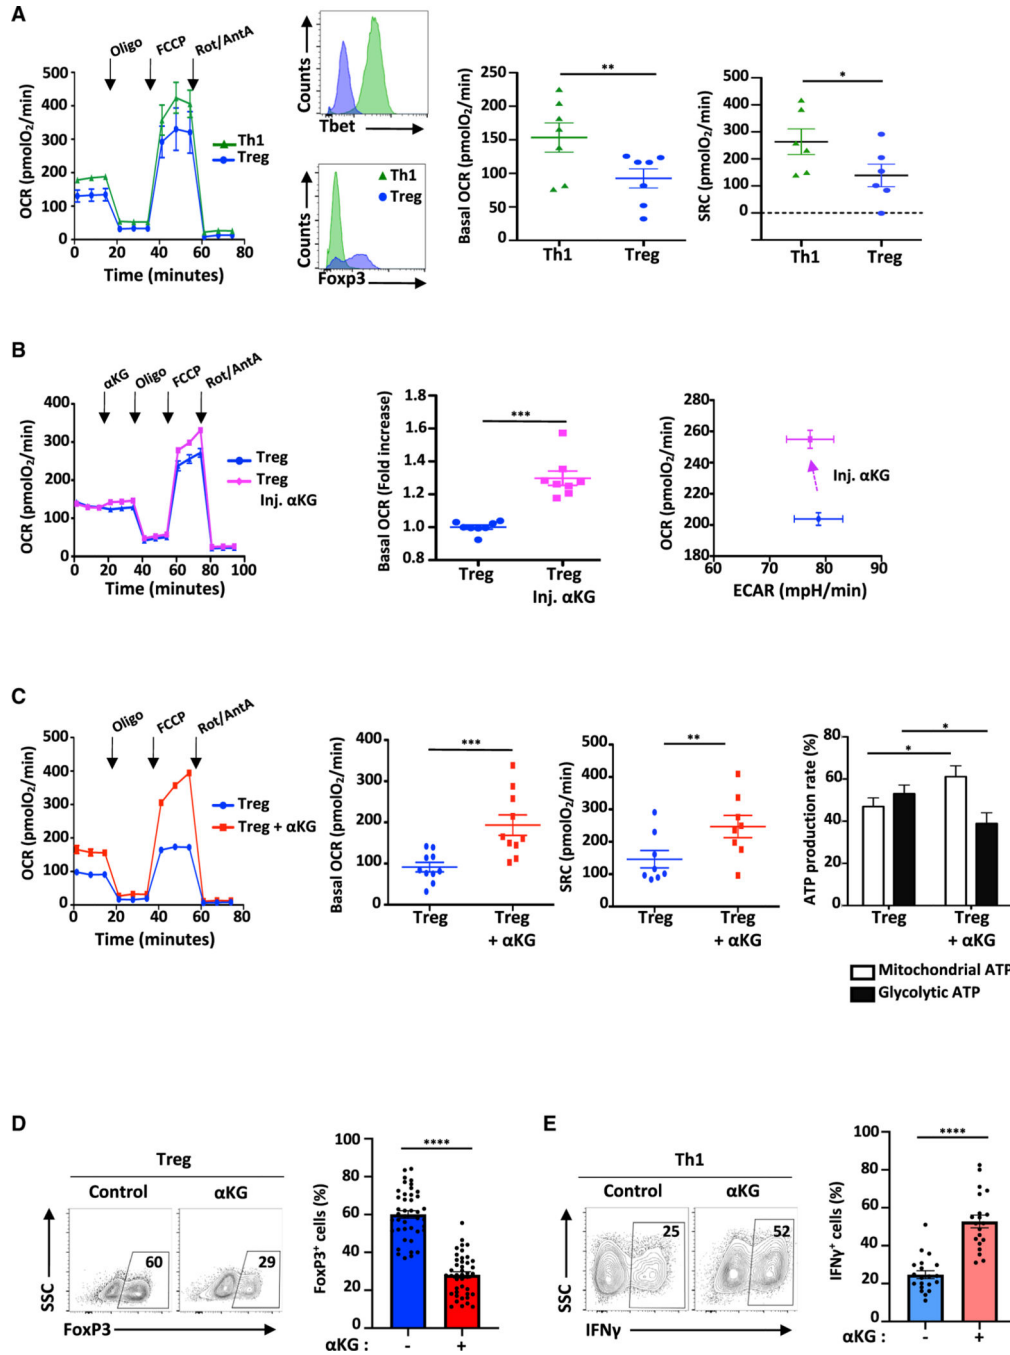 A
Oligo FCCP Rot/AntA
OCR (pmolO2/min)
500
400
300
200
100
0
Th1
Treg
0 20 40 60 80
Time (minutes)
Counts
Tbet
Counts
Th1
Treg
Foxp3
Basal OCR (pmolO2/min)
250
200
150
100
50
0
**
Th1 Treg
SRC (pmolO2/min)
500
400
300
200
100
0
*
Th1 Treg
B
αKG Oligo FCCP Rot/AntA
OCR (pmolO2/min)
400
300
200
100
0
Treg
Treg
Inj. αKG
0 20 40 60 80 100
Time (minutes)
Basal OCR (Fold increase)
1.8
1.6
1.4
1.2
1.0
0.8
***
Treg Treg
Inj. αKG
OCR (pmolO2/min)
280
260
240
220
200
180
Inj. αKG
60 70 80 90
ECAR (mpH/min)
C
Oligo FCCP Rot/AntA
OCR (pmolO2/min)
500
400
300
200
100
0
Treg
Treg + αKG
0 20 40 60 80
Time (minutes)
Basal OCR (pmolO2/min)
400
300
200
100
0
***
Treg Treg
+ αKG
SRC (pmolO2/min)
500
400
300
200
100
0
**
Treg Treg
+ αKG
ATP production rate (%)
80
60
40
20
0
*
*
Treg Treg
+ αKG
Mitochondrial ATP
Glycolytic ATP
D
Treg
Control αKG
60 29
SSC
FoxP3
FoxP3+ cells (%)
100
80
60
40
20
0
****
αKG : - +
E
Th1
Control αKG
25 52
SSC
IFNγ
IFNγ+ cells (%)
100
80
60
40
20
0
****
αKG : - +